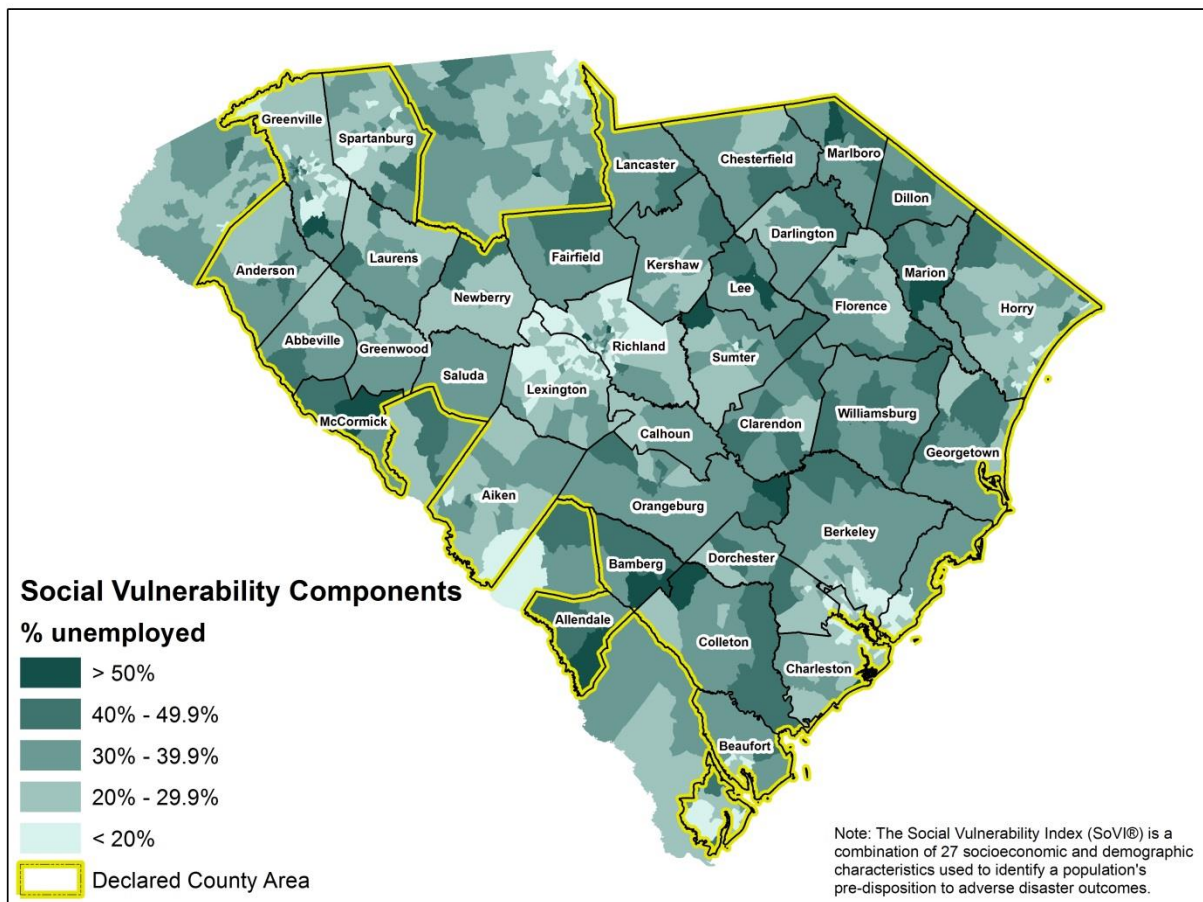 Greenville
Spartanburg
Lancaster
Chesterfield
Marlboro
Dillon
Darlington
Anderson
Laurens
Fairfield
Kershaw
Lee
Marion
Newberry
Florence
Horry
Abbeville
Greenwood
Richland
Sumter
Saluda
Lexington
McCormick
Calhoun
Clarendon
Williamsburg
Georgetown
Aiken
Orangeburg
Berkeley
Bamberg
Dorchester
Allendale
Colleton
Charleston
Beaufort
Social Vulnerability Components
% unemployed
> 50%
40% - 49.9%
30% - 39.9%
20% - 29.9%
< 20%
Declared County Area
Note: The Social Vulnerability Index (SoVI®) is a
combination of 27 socioeconomic and demographic
characteristics used to identify a population's
pre-disposition to adverse disaster outcomes.